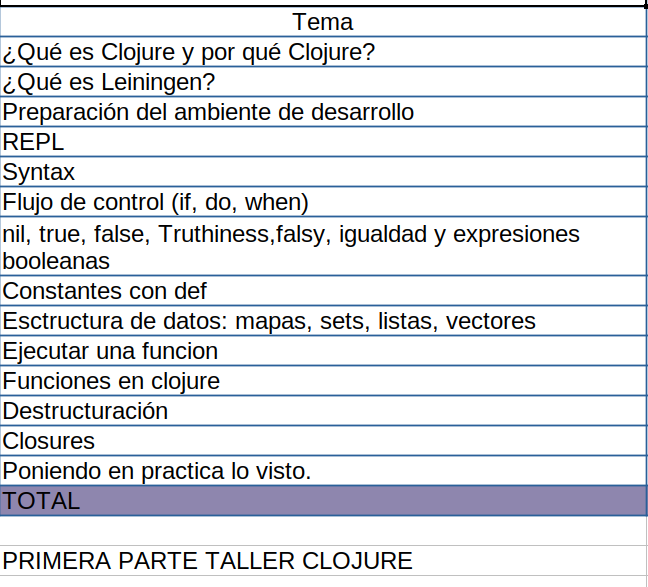 Tema
¿Qué es Clojure y por qué Clojure?
¿Qué es Leiningen?
Preparación del ambiente de desarrollo
REPL
Syntax
Flujo de control (if, do, when)
nil, true, false, Truthiness,falsy, igualdad y expresiones
booleanas
Constantes con def
Esctructura de datos: mapas, sets, listas, vectores
Ejecutar una funcion
Funciones en clojure
Destructuración
Closures
Poniendo en practica lo visto.
TOTAL
PRIMERA PARTE TALLER CLOJURE